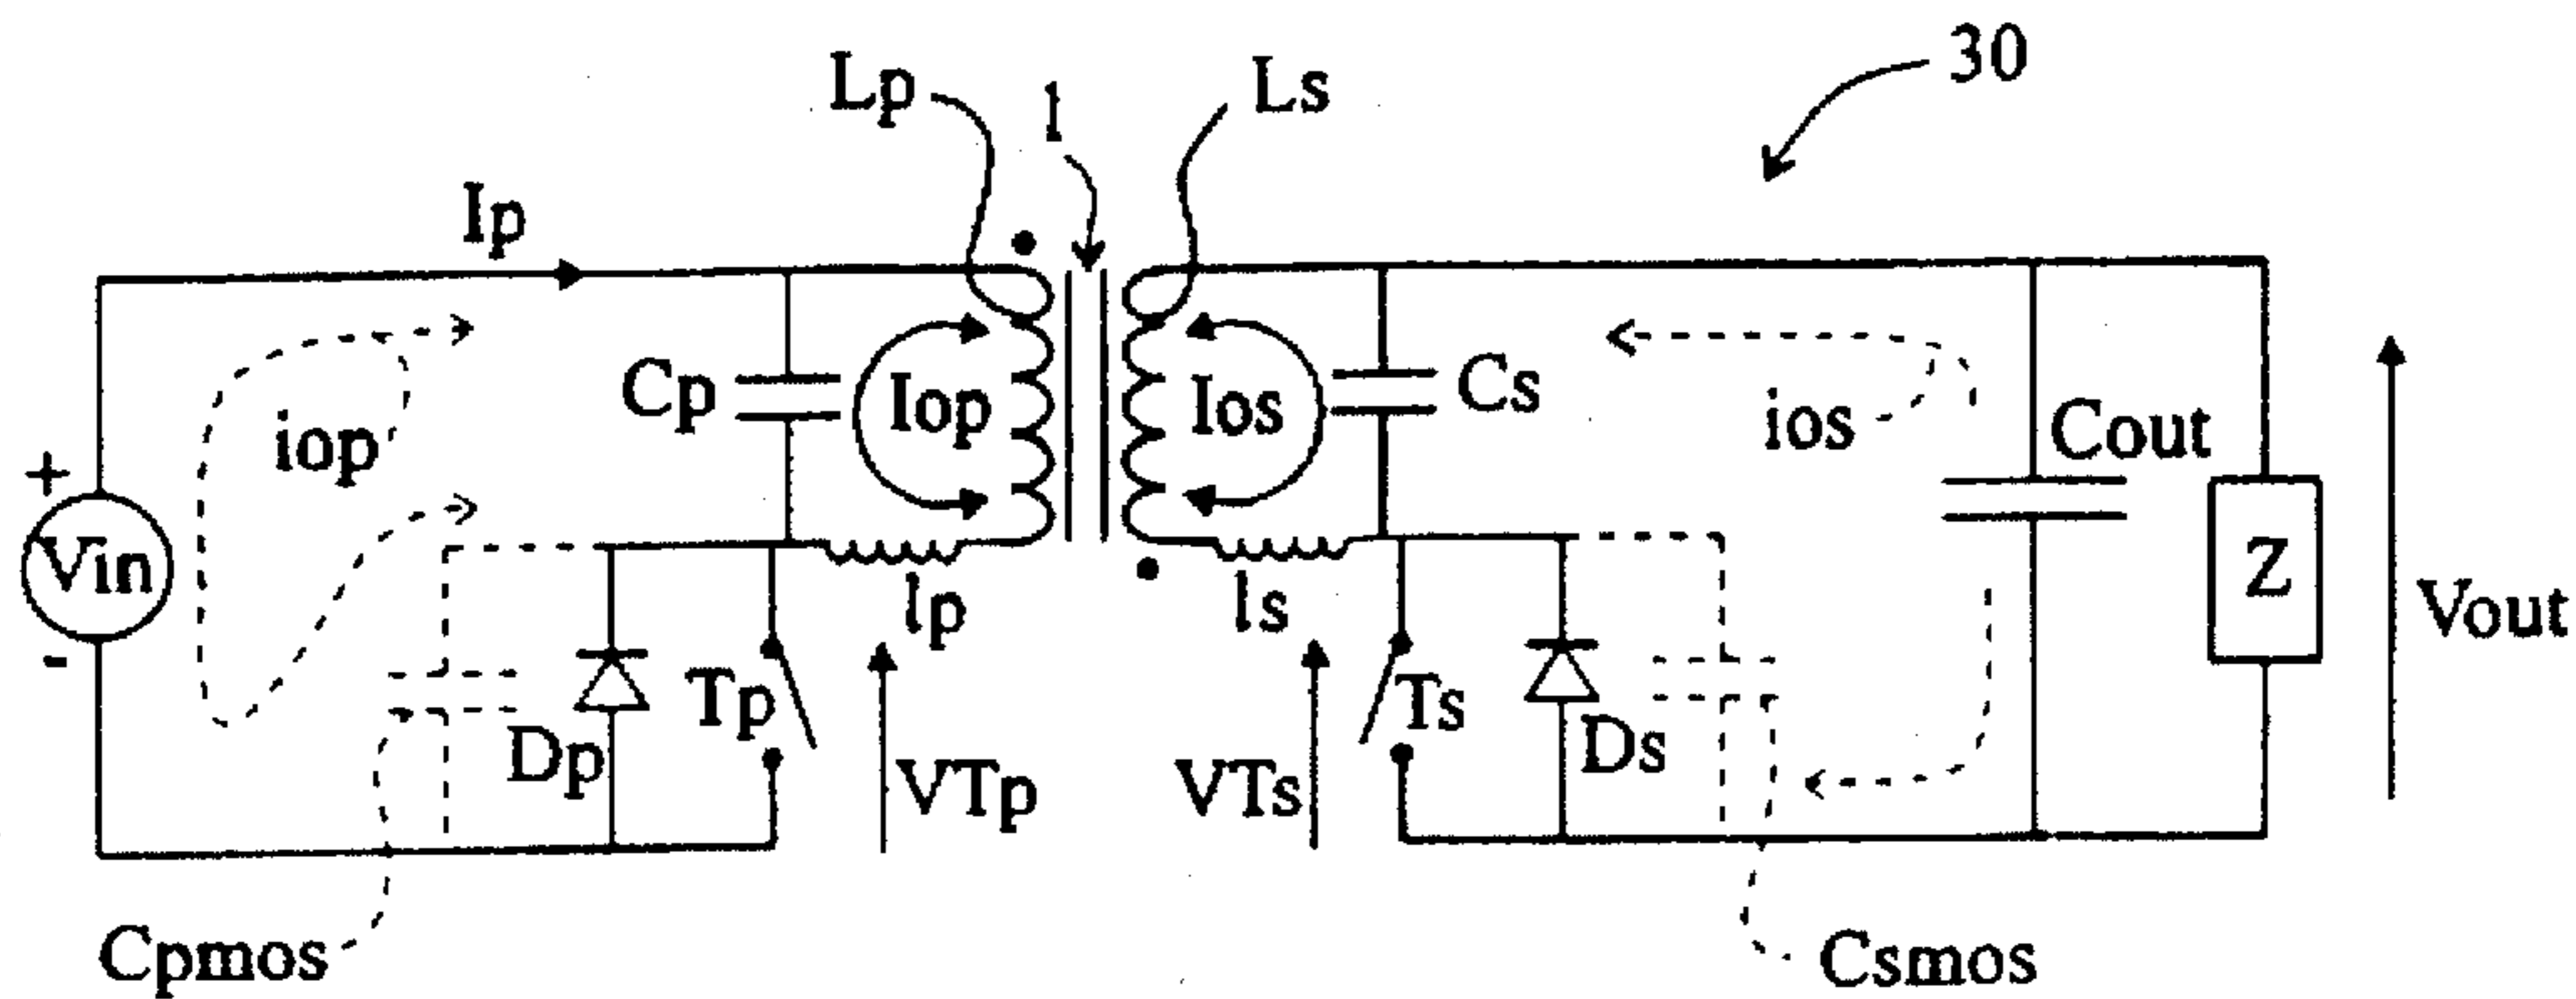 30
Lp
1
Ls
Ip
Cp
Iop
Ios
Cs
iop
ios
Cout
+
Vin
-
lp
ls
Z
Vout
Tp
Ts
Dp
VTp
VTs
Ds
Cpmos
Csmos